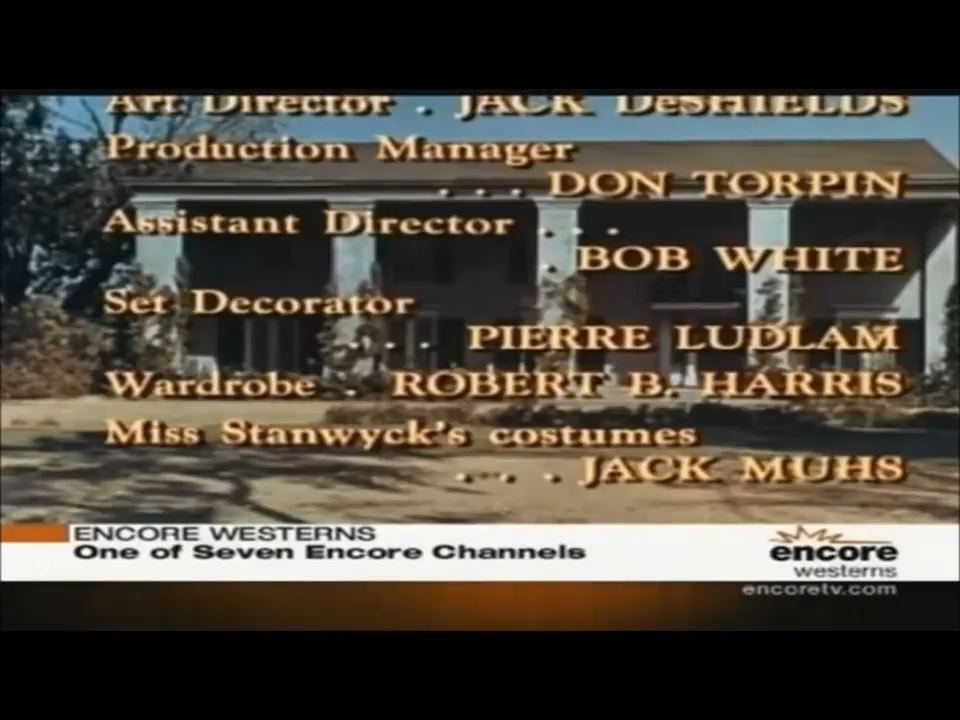 Art Director . JACK DeSHIELDS
Production Manager
. . . DON TORPIN
Assistant Director . . .
. BOB WHITE
Set Decorator
. . . PIERRE LUDLAM
Wardrobe . ROBERT B. HARRIS
Miss Stanwyck's costumes
. . . JACK MUHS
ENCORE WESTERNS
One of Seven Encore Channels
encore
westerns
encoretv.com